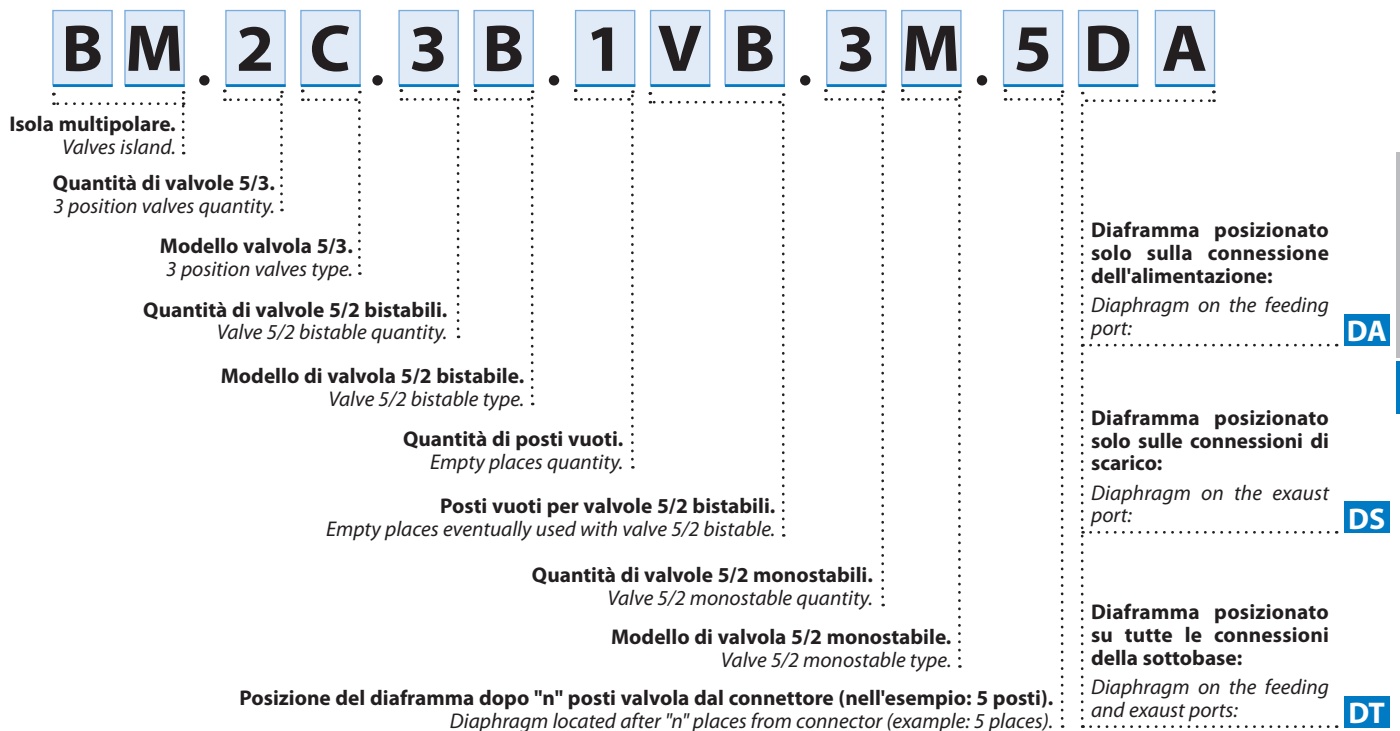 BM.2C.3B.1VB.3M.5DA
Isola multipolare.
Valves island.
Quantità di valvole 5/3.
3 position valves quantity.
Modello valvola 5/3.
3 position valves type.
Quantità di valvole 5/2 bistabili.
Valve 5/2 bistable quantity.
Modello di valvola 5/2 bistabile.
Valve 5/2 bistable type.
Quantità di posti vuoti.
Empty places quantity.
Posti vuoti per valvole 5/2 bistabili.
Empty places eventually used with valve 5/2 bistable.
Quantità di valvole 5/2 monostabili.
Valve 5/2 monostable quantity.
Modello di valvola 5/2 monostabile.
Valve 5/2 monostable type.
Posizione del diaframma dopo "n" posti valvola dal connettore (nell'esempio: 5 posti).
Diaphragm located after "n" places from connector (example: 5 places).
Diaframma posizionato
solo sulla connessione
dell'alimentazione:
Diaphragm on the feeding
port:
DA
Diaframma posizionato
solo sulle connessioni di
scarico:
Diaphragm on the exaust
port:
DS
Diaframma posizionato
su tutte le connessioni
della sottobase:
Diaphragm on the feeding
and exaust ports:
DT